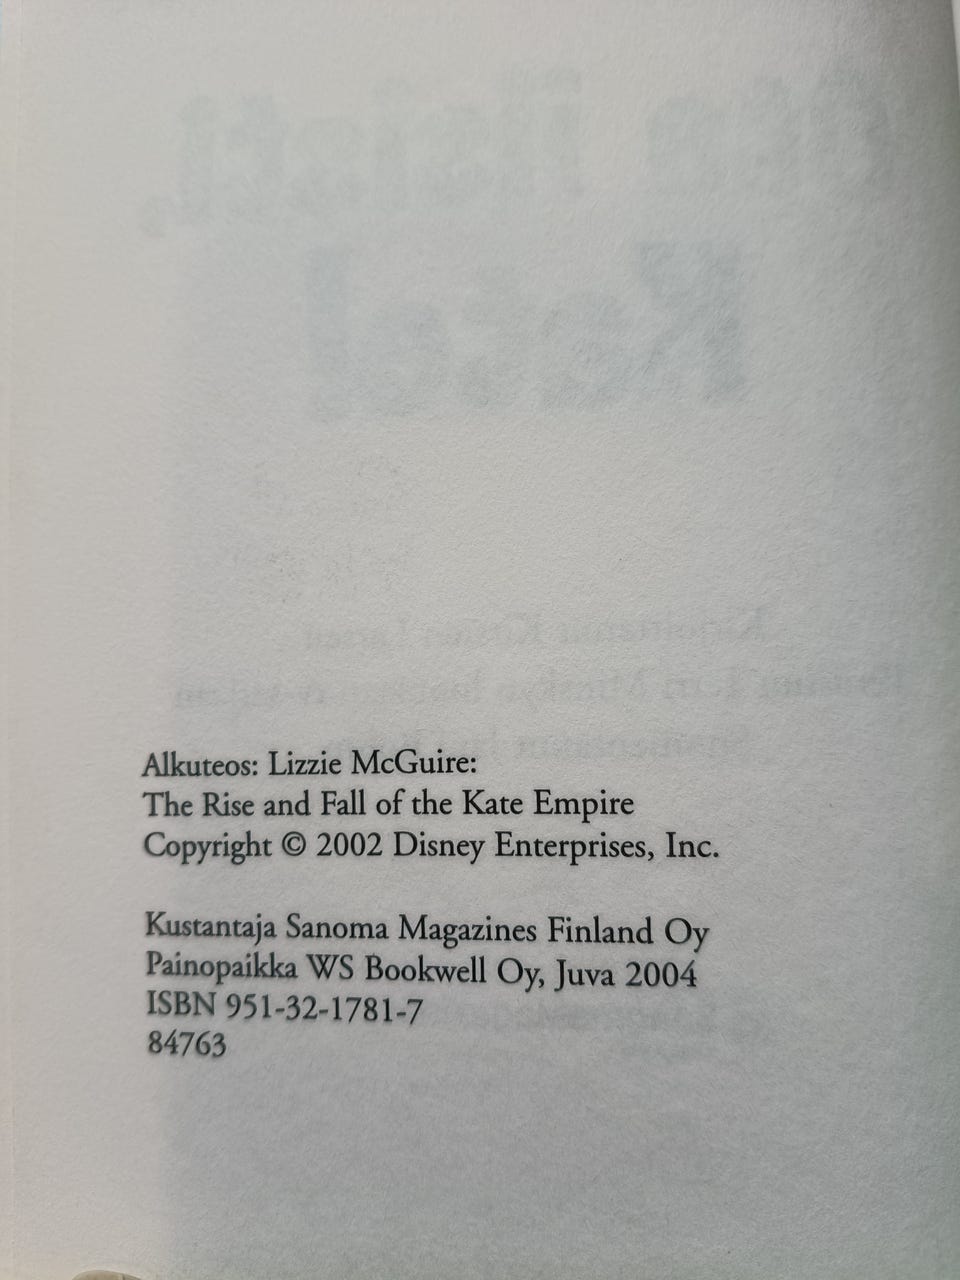 Alkuteos: Lizzie McGuire:
The Rise and Fall of the Kate Empire
Copyright © 2002 Disney Enterprises, Inc.
Kustantaja Sanoma Magazines Finland Oy
Painopaikka WS Bookwell Oy, Juva 2004
ISBN 951-32-1781-7
84763